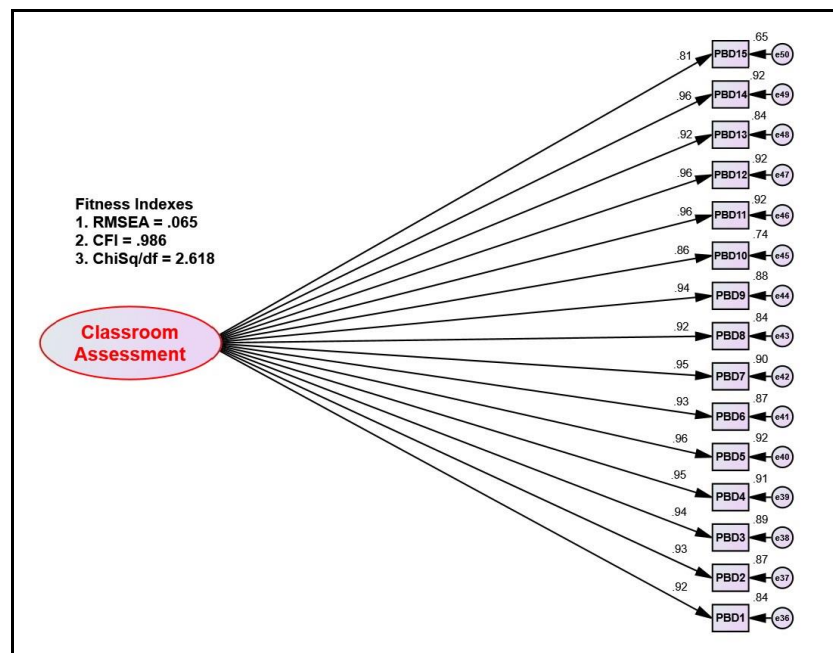 Fitness Indexes
1. RMSEA = .065
2. CFI = .986
3. ChiSq/df = 2.618
Classroom
Assessment
.81 PBD15 .65 e50
.96 PBD14 .92 e49
.92 PBD13 .84 e48
.96 PBD12 .92 e47
.96 PBD11 .92 e46
.86 PBD10 .74 e45
.94 PBD9 .88 e44
.92 PBD8 .84 e43
.95 PBD7 .90 e42
.93 PBD6 .87 e41
.96 PBD5 .92 e40
.95 PBD4 .91 e39
.94 PBD3 .89 e38
.93 PBD2 .87 e37
.92 PBD1 .84 e36